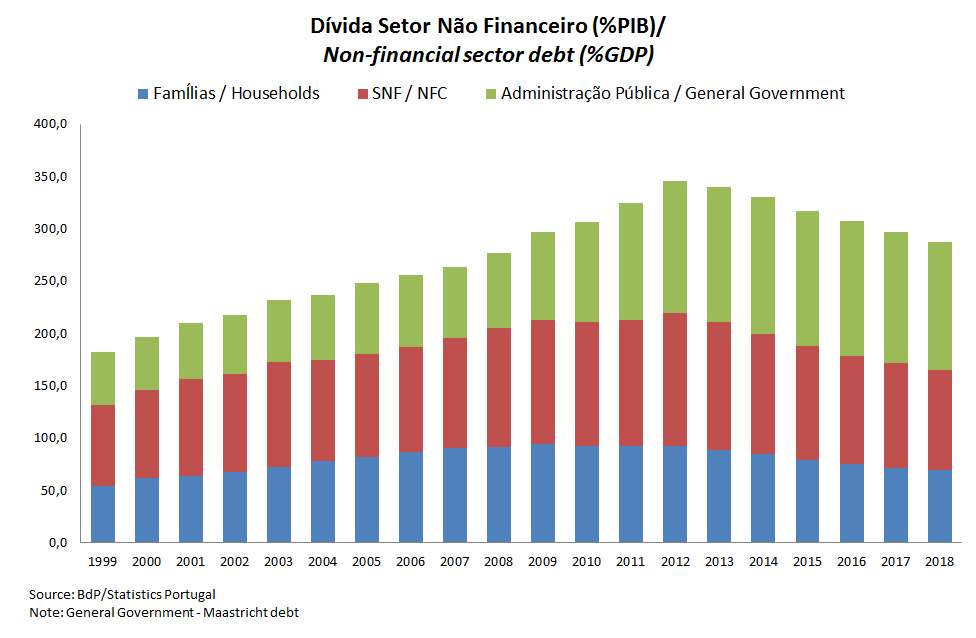 Dívida Setor Não Financeiro (%PIB)/
Non-financial sector debt (%GDP)
FamÍlias / Households SNF / NFC Administração Pública / General Government
400,0
350,0
300,0
250,0
200,0
150,0
100,0
50,0
0,0
1999 2000 2001 2002 2003 2004 2005 2006 2007 2008 2009 2010 2011 2012 2013 2014 2015 2016 2017 2018
Source: BdP/Statistics Portugal
Note: General Government - Maastricht debt